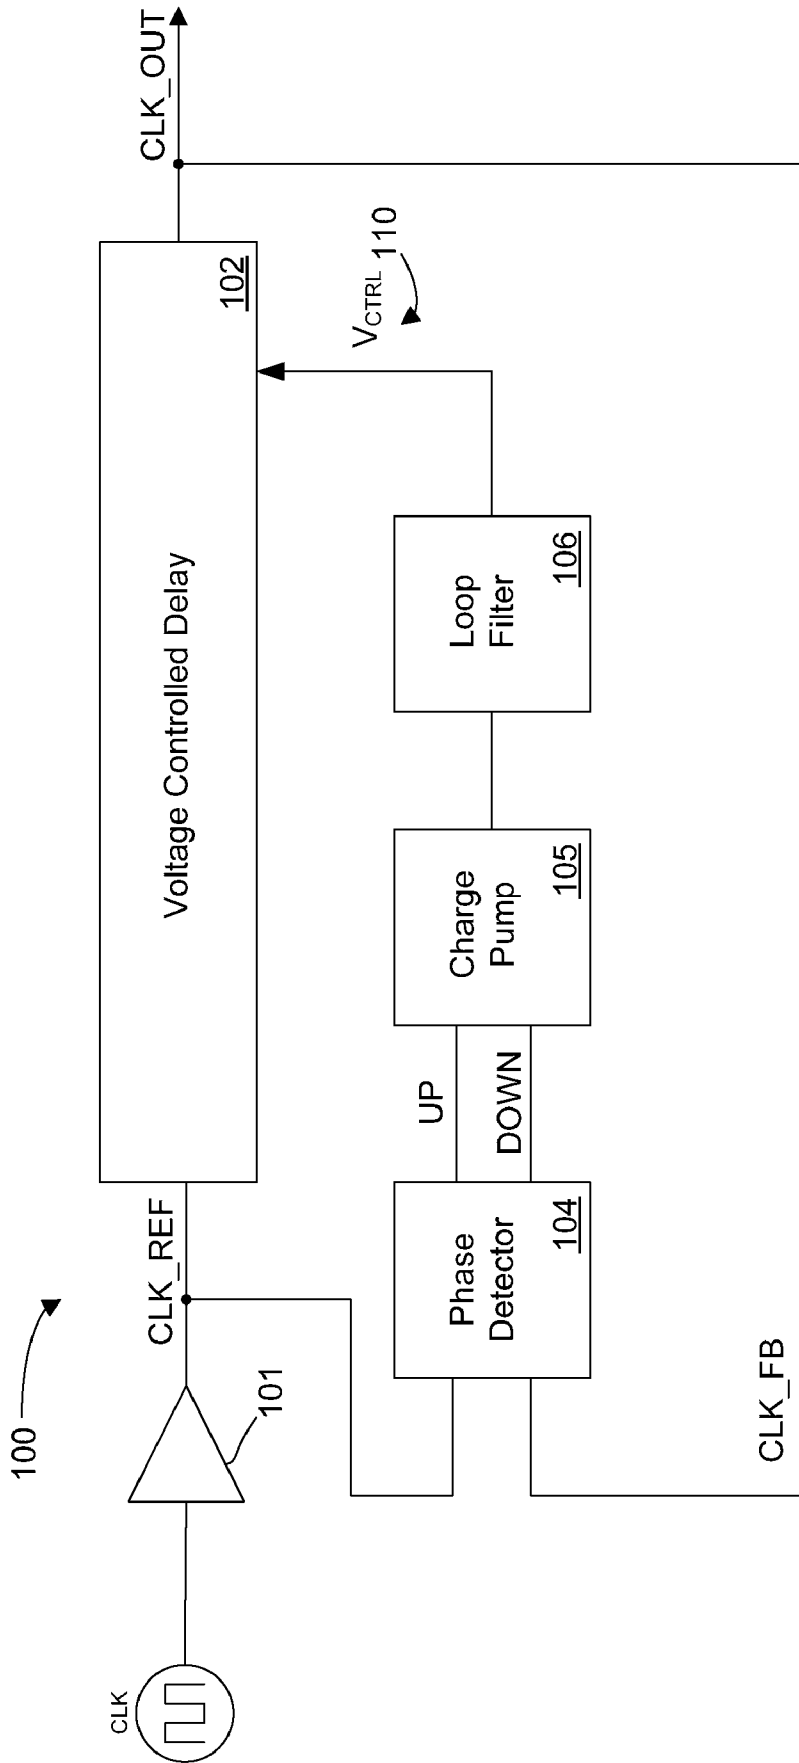 100
CLK
101
CLK_REF
Voltage Controlled Delay
102
CLK_OUT
VCTRL 110
Phase
Detector
104
UP
DOWN
Charge
Pump
105
Loop
Filter
106
CLK_FB